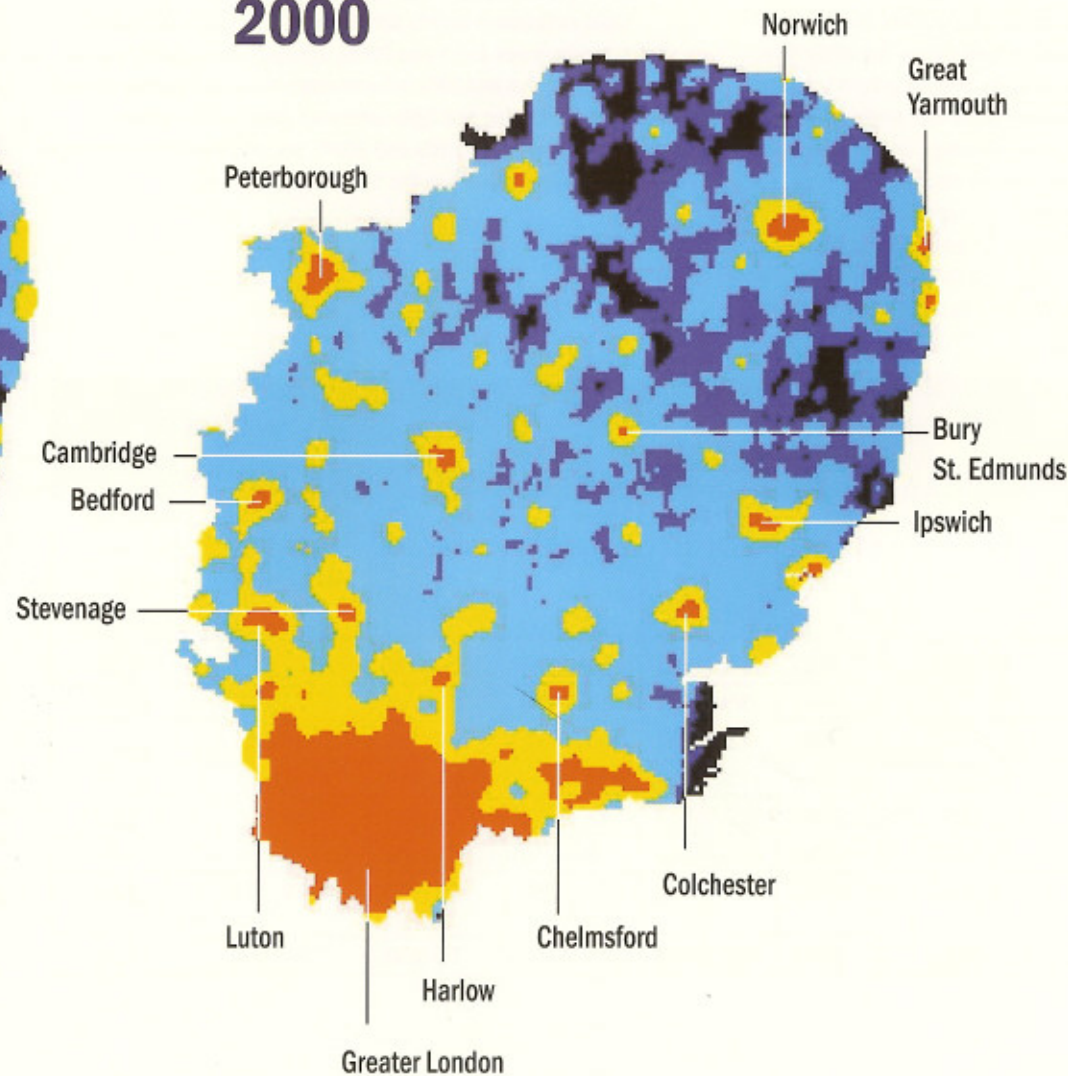 2000
Norwich
Great
Yarmouth
Peterborough
Cambridge
Bedford
Bury
St. Edmunds
Ipswich
Stevenage
Colchester
Luton
Chelmsford
Harlow
Greater London